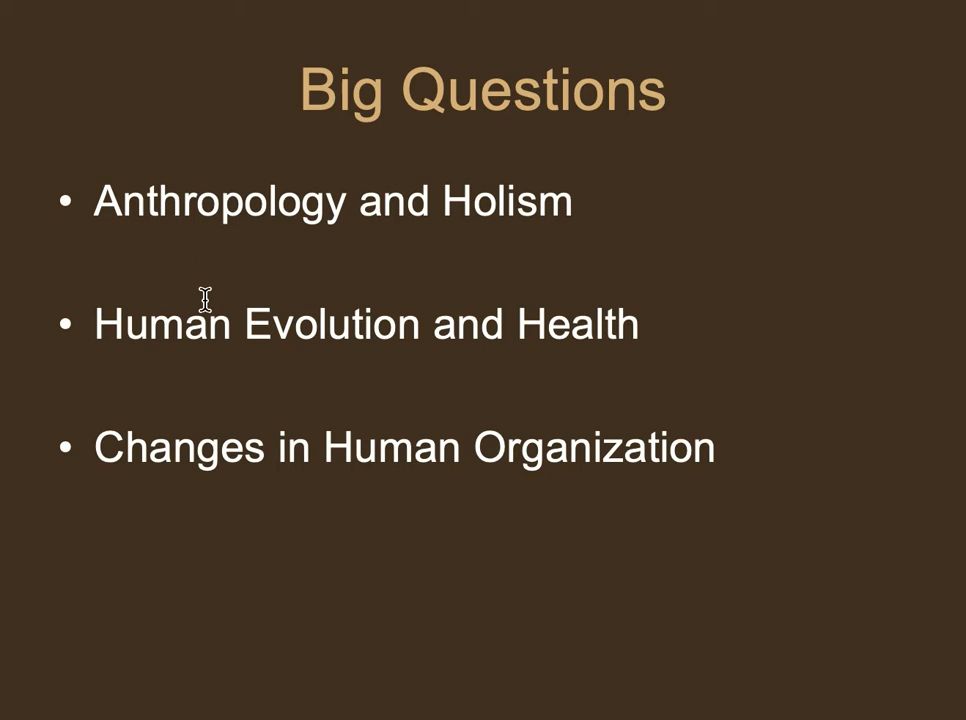 Big Questions
• Anthropology and Holism
• Human Evolution and Health
• Changes in Human Organization